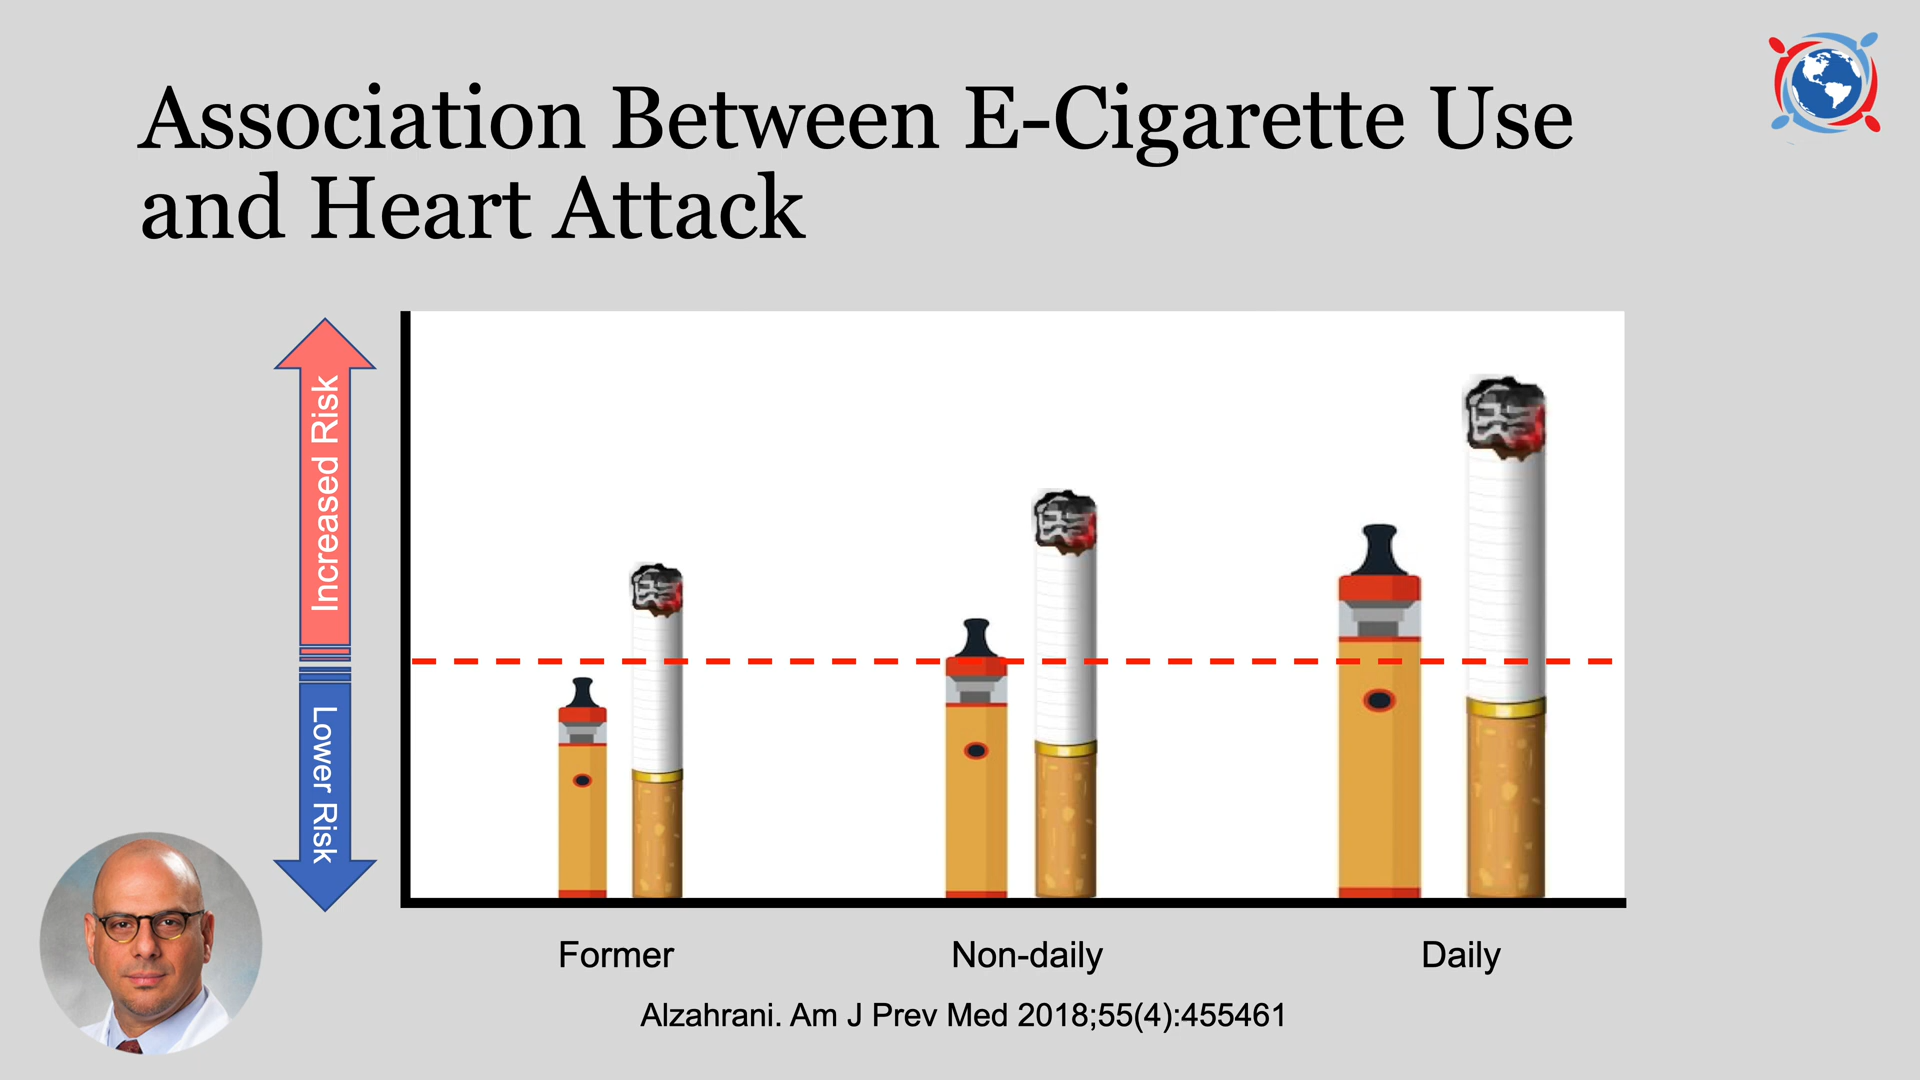 Association Between E-Cigarette Use
and Heart Attack
Increased Risk
Lower Risk
Former
Non-daily
Daily
Alzahrani. Am J Prev Med 2018;55(4):455461